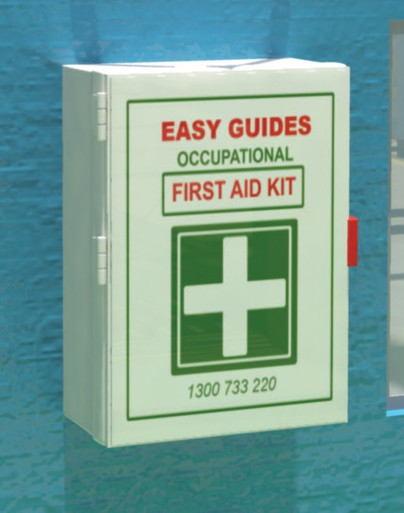 EASY GUIDES
OCCUPATIONAL
FIRST AID KIT
1300 733 220